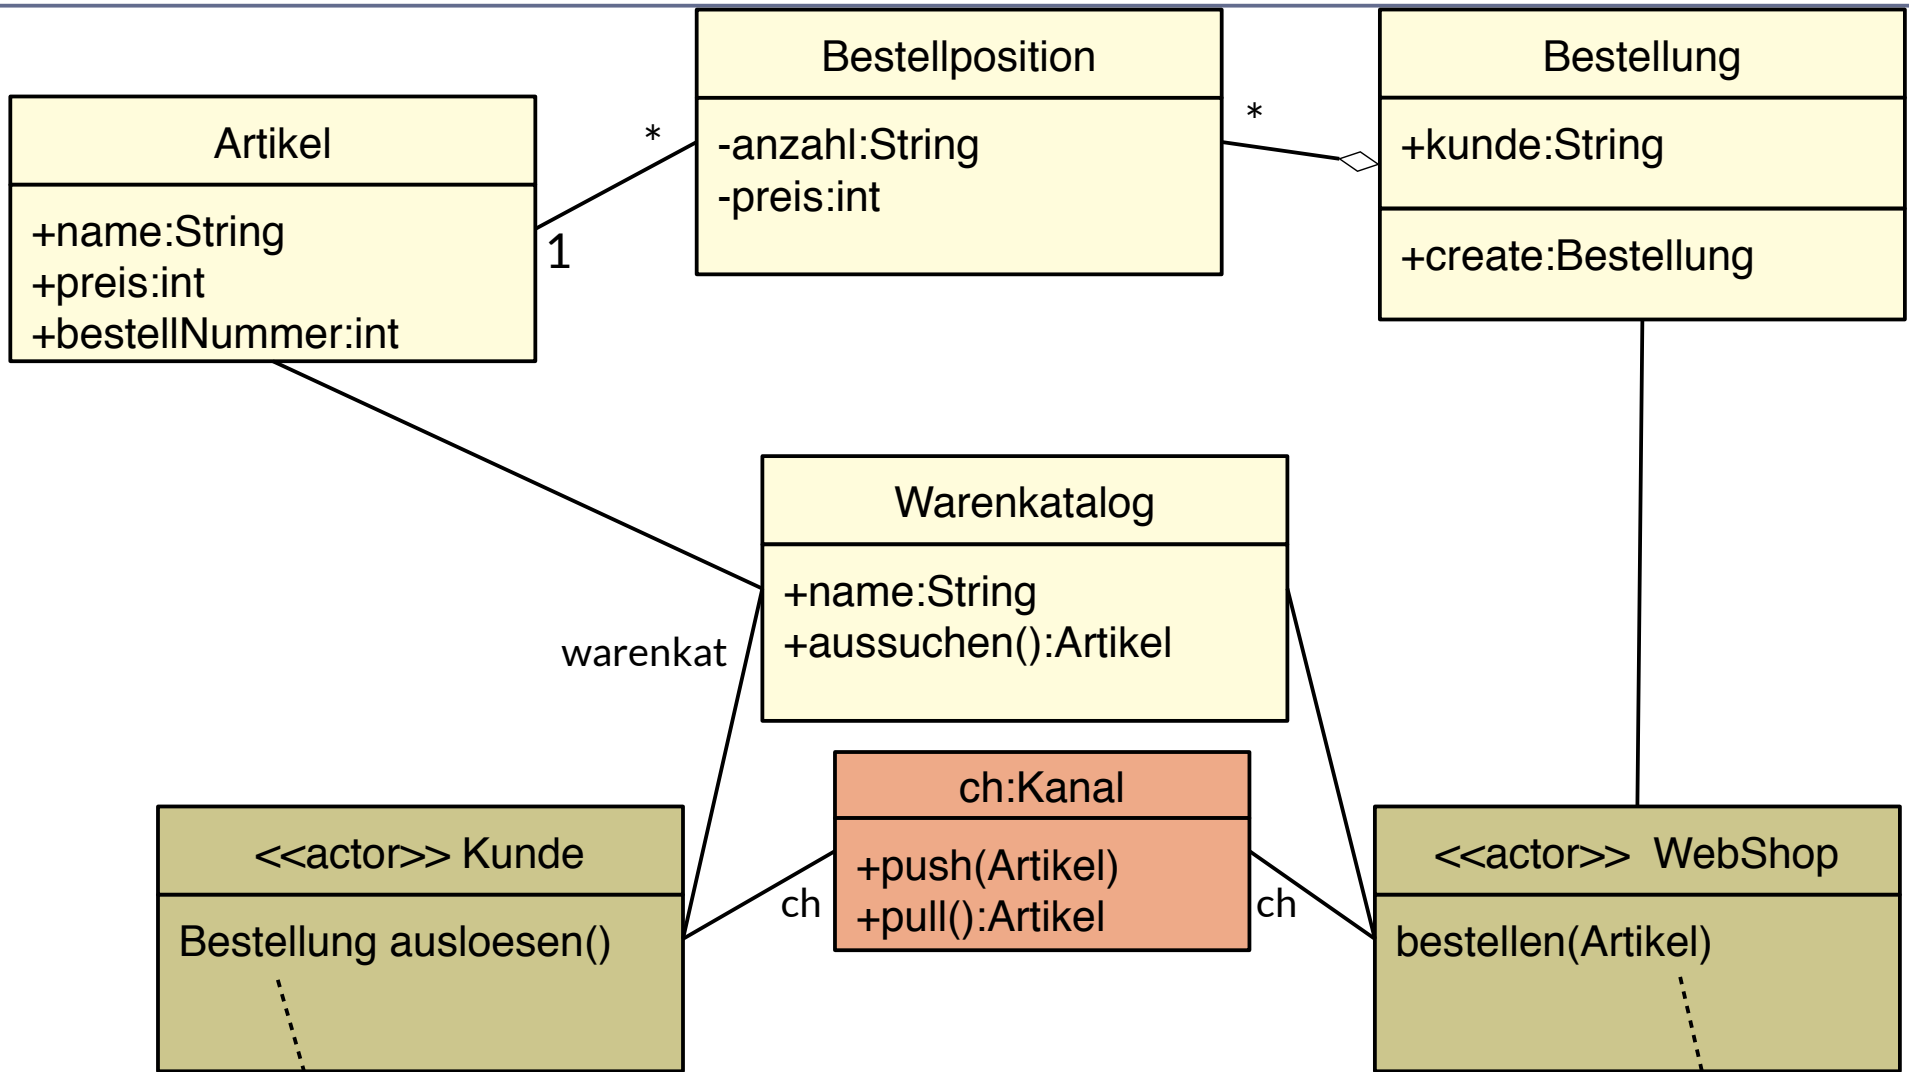 Bestellposition
-anzahl:String
-preis:int
*
*
Bestellung
+kunde:String
+create:Bestellung
Artikel
+name:String
+preis:int
+bestellNummer:int
1
Warenkatalog
+name:String
+aussuchen():Artikel
warenkat
ch:Kanal
+push(Artikel)
+pull():Artikel
ch
ch
<<actor>> Kunde
Bestellung ausloesen()
<<actor>> WebShop
bestellen(Artikel)